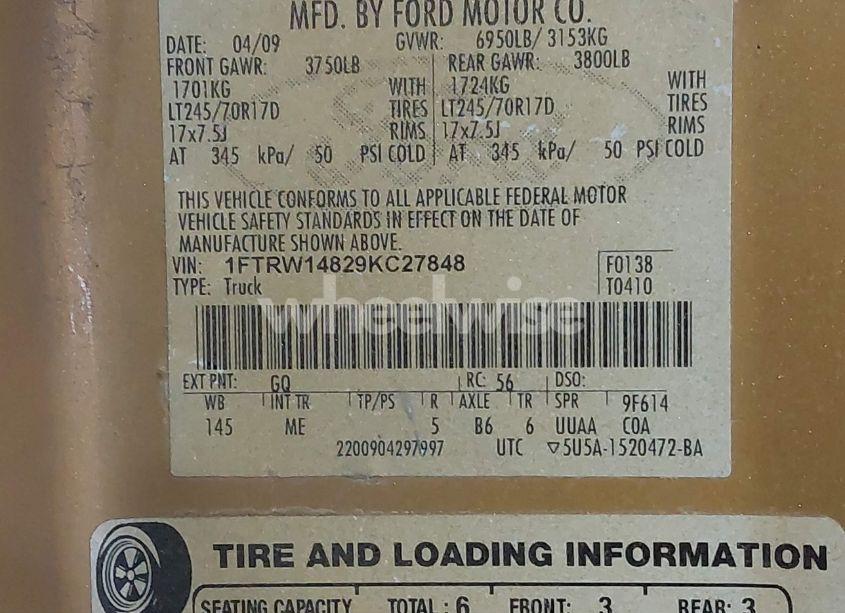 MFD. BY FORD MOTOR CO.
DATE: 04/09 GVWR: 6950LB/ 3153KG
FRONT GAWR: 3750LB REAR GAWR: 3800LB
1701KG WITH 1724KG WITH
LT245/70R17D TIRES LT245/70R17D TIRES
17x7.5J RIMS 17x7.5J RIMS
AT 345 kPa/ 50 PSI COLD AT 345 kPa/ 50 PSI COLD
THIS VEHICLE CONFORMS TO ALL APPLICABLE FEDERAL MOTOR
VEHICLE SAFETY STANDARDS IN EFFECT ON THE DATE OF
MANUFACTURE SHOWN ABOVE.
VIN: 1FTRW14829KC27848 F0138
TYPE: Truck T0410
wheelwise
EXT PNT: GQ RC: 56 DSO:
WB INT TR TP/PS R AXLE TR SPR 9F614
145 ME 5 B6 6 UUAA COA
2200904297997 UTC ▽5U5A-1520472-BA
TIRE AND LOADING INFORMATION
SEATING CAPACITY TOTAL : 6 FRONT: 3 REAR: 3